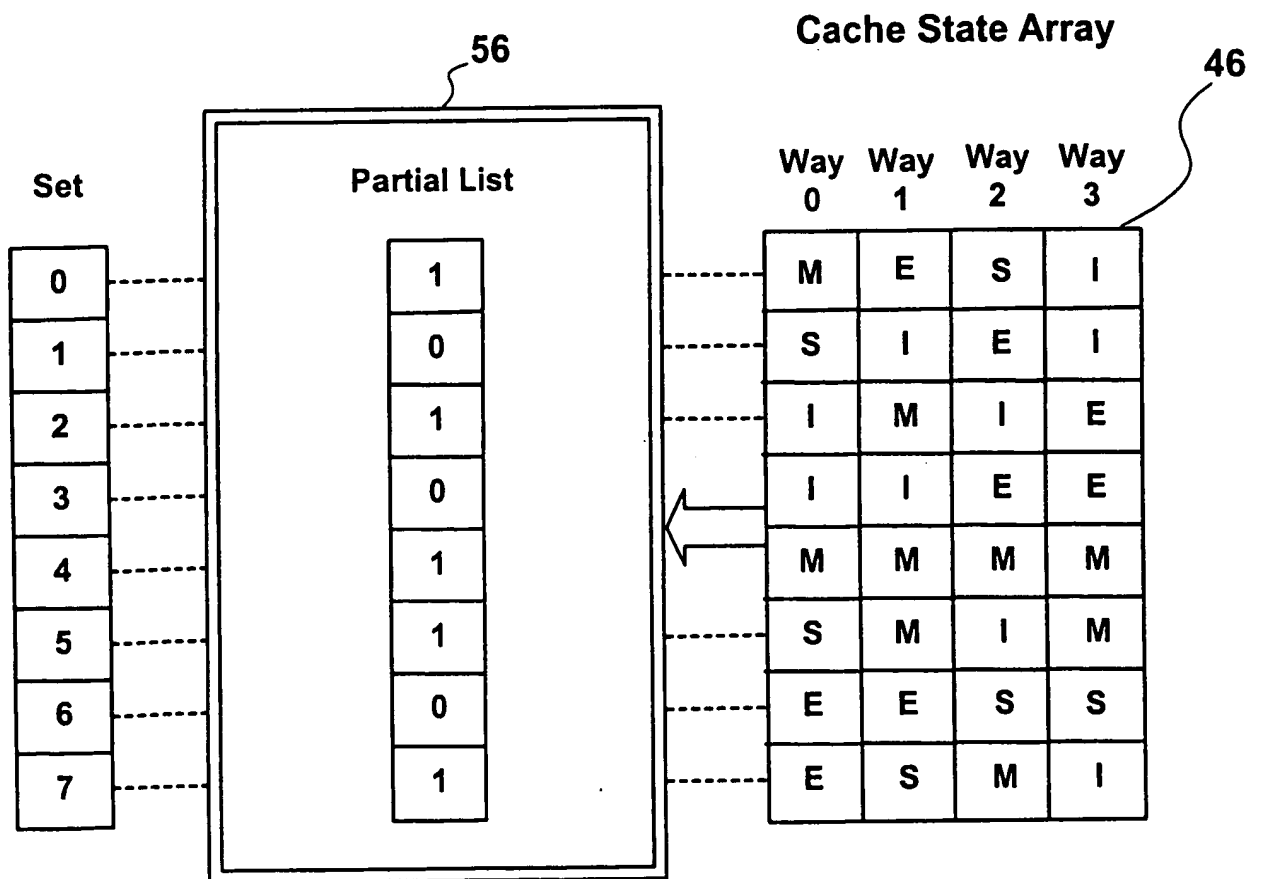 Cache State Array
56
46
Set
Partial List
Way Way Way Way
0 1 2 3
0 1 M E S I
1 0 S I E I
2 1 I M I E
3 0 I I E E
4 1 M M M M
5 1 S M I M
6 0 E E S S
7 1 E S M I